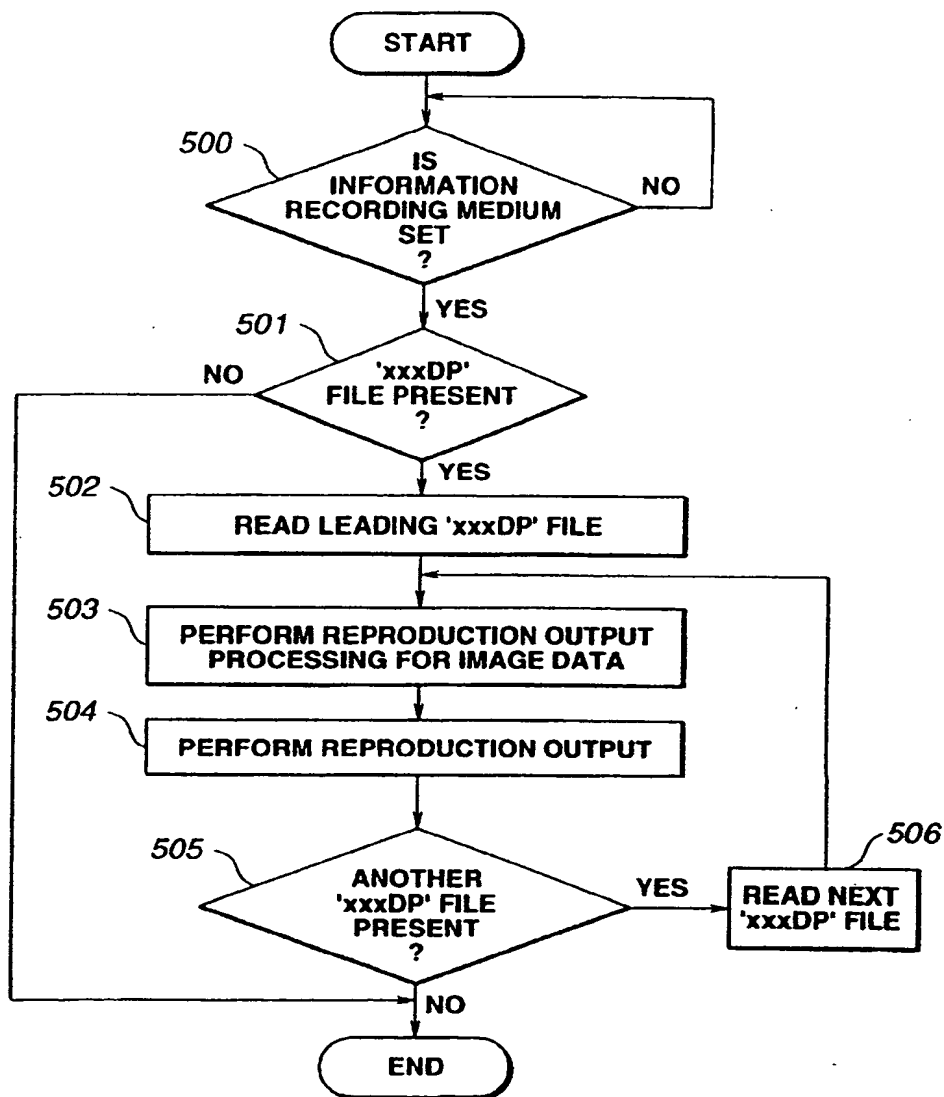 START
500
IS
INFORMATION
RECORDING MEDIUM
SET
?
NO
YES
501
'xxxDP'
FILE PRESENT
?
NO
YES
502
READ LEADING 'xxxDP' FILE
503
PERFORM REPRODUCTION OUTPUT
PROCESSING FOR IMAGE DATA
504
PERFORM REPRODUCTION OUTPUT
505
ANOTHER
'xxxDP' FILE
PRESENT
?
YES
506
READ NEXT
'xxxDP' FILE
NO
END